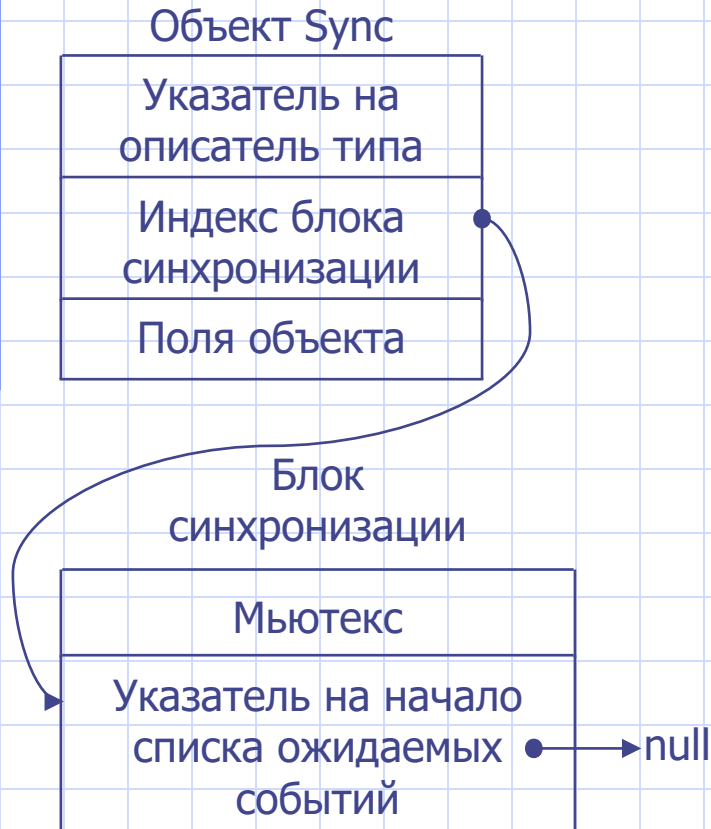 Объект Sync
Указатель на
описатель типа
Индекс блока
синхронизации
Поля объекта
Блок
синхронизации
Мьютекс
Указатель на начало
списка ожидаемых
событий
null